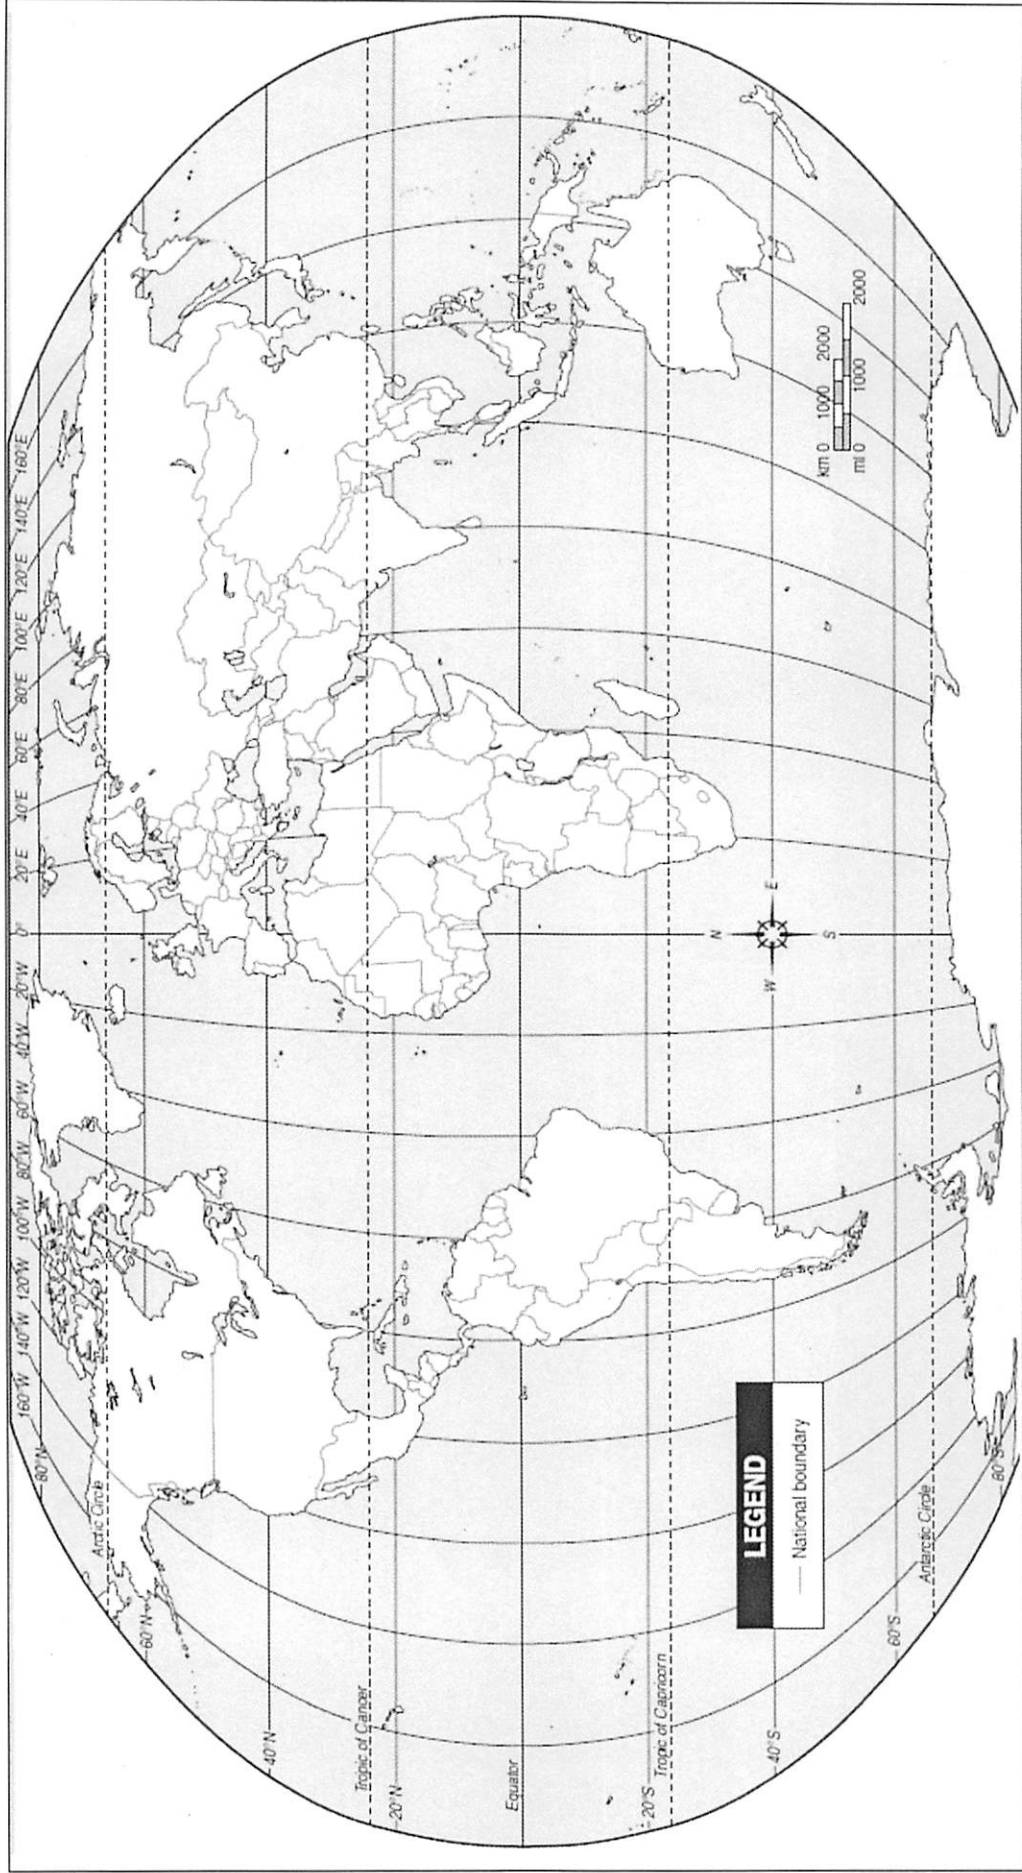 160°W 140°W 120°W 100°W 80°W 60°W 40°W 20°W 0° 20°E 40°E 60°E 80°E 100°E 120°E 140°E 160°E
80°N
Arctic Circle
60°N
40°N
Tropic of Cancer
20°N
Equator
20°S
Tropic of Capricorn
40°S
60°S
Antarctic Circle
80°S
LEGEND
National boundary
N
W E
S
km 0 1000 2000
mi 0 1000 2000